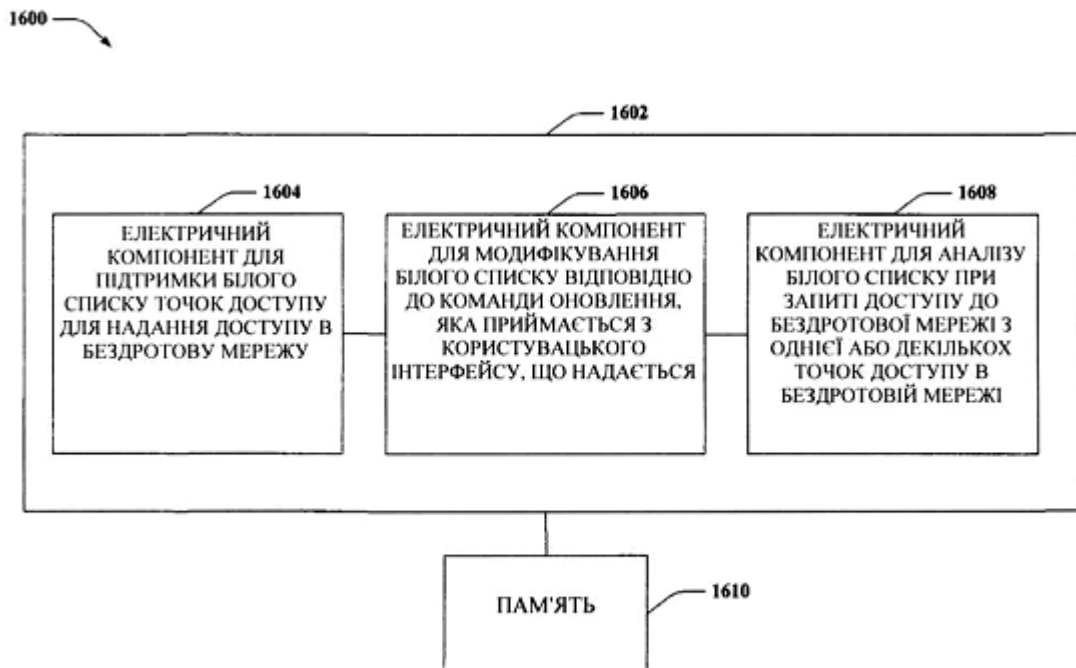 1600
1602
1604
ЕЛЕКТРИЧНИЙ
КОМПОНЕНТ ДЛЯ
ПІДТРИМКИ БІЛОГО
СПИСКУ ТОЧОК ДОСТУПУ
ДЛЯ НАДАННЯ ДОСТУПУ В
БЕЗДРОТОВУ МЕРЕЖУ
1606
ЕЛЕКТРИЧНИЙ КОМПОНЕНТ
ДЛЯ МОДИФІКУВАННЯ
БІЛОГО СПИСКУ ВІДПОВІДНО
ДО КОМАНДИ ОНОВЛЕННЯ,
ЯКА ПРИЙМАЄТЬСЯ З
КОРИСТУВАЦЬКОГО
ІНТЕРФЕЙСУ, ЩО НАДАЄТЬСЯ
1608
ЕЛЕКТРИЧНИЙ
КОМПОНЕНТ ДЛЯ АНАЛІЗУ
БІЛОГО СПИСКУ ПРИ
ЗАПИТІ ДОСТУПУ ДО
БЕЗДРОТОВОЇ МЕРЕЖІ З
ОДНІЄЇ АБО ДЕКІЛЬКОХ
ТОЧОК ДОСТУПУ В
БЕЗДРОТОВІЙ МЕРЕЖІ
ПАМ'ЯТЬ
1610